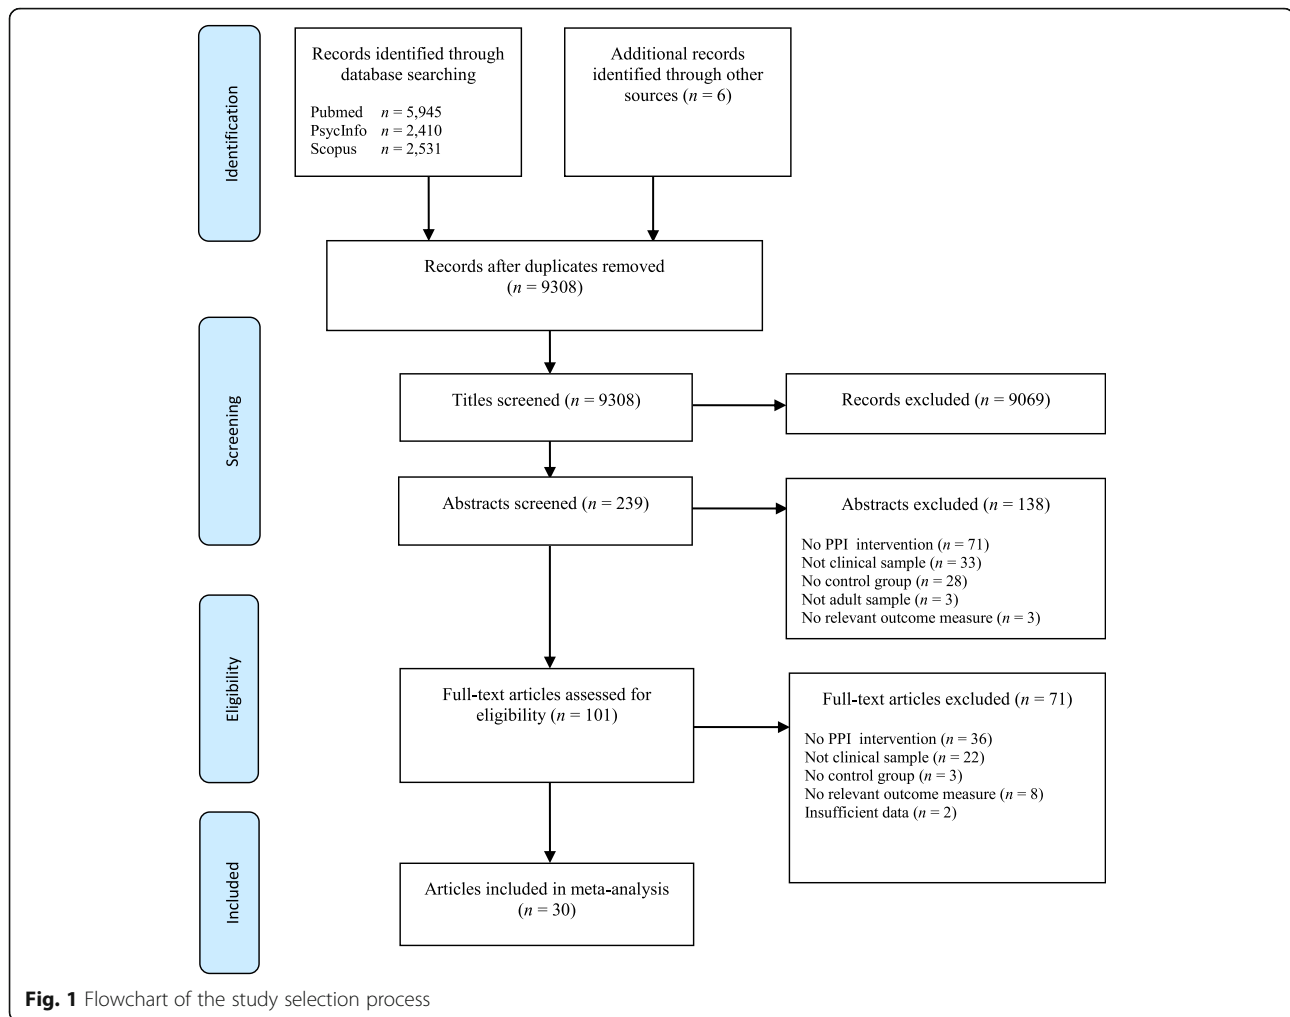 Identification
Records identified through
database searching
Pubmed n = 5,945
PsycInfo n = 2,410
Scopus n = 2,531
Additional records
identified through other
sources (n = 6)
Records after duplicates removed
(n = 9308)
Screening
Titles screened (n = 9308)
Records excluded (n = 9069)
Abstracts screened (n = 239)
Abstracts excluded (n = 138)
No PPI intervention (n = 71)
Not clinical sample (n = 33)
No control group (n = 28)
Not adult sample (n = 3)
No relevant outcome measure (n = 3)
Eligibility
Full-text articles assessed for
eligibility (n = 101)
Full-text articles excluded (n = 71)
No PPI intervention (n = 36)
Not clinical sample (n = 22)
No control group (n = 3)
No relevant outcome measure (n = 8)
Insufficient data (n = 2)
Included
Articles included in meta-analysis
(n = 30)
Fig. 1 Flowchart of the study selection process